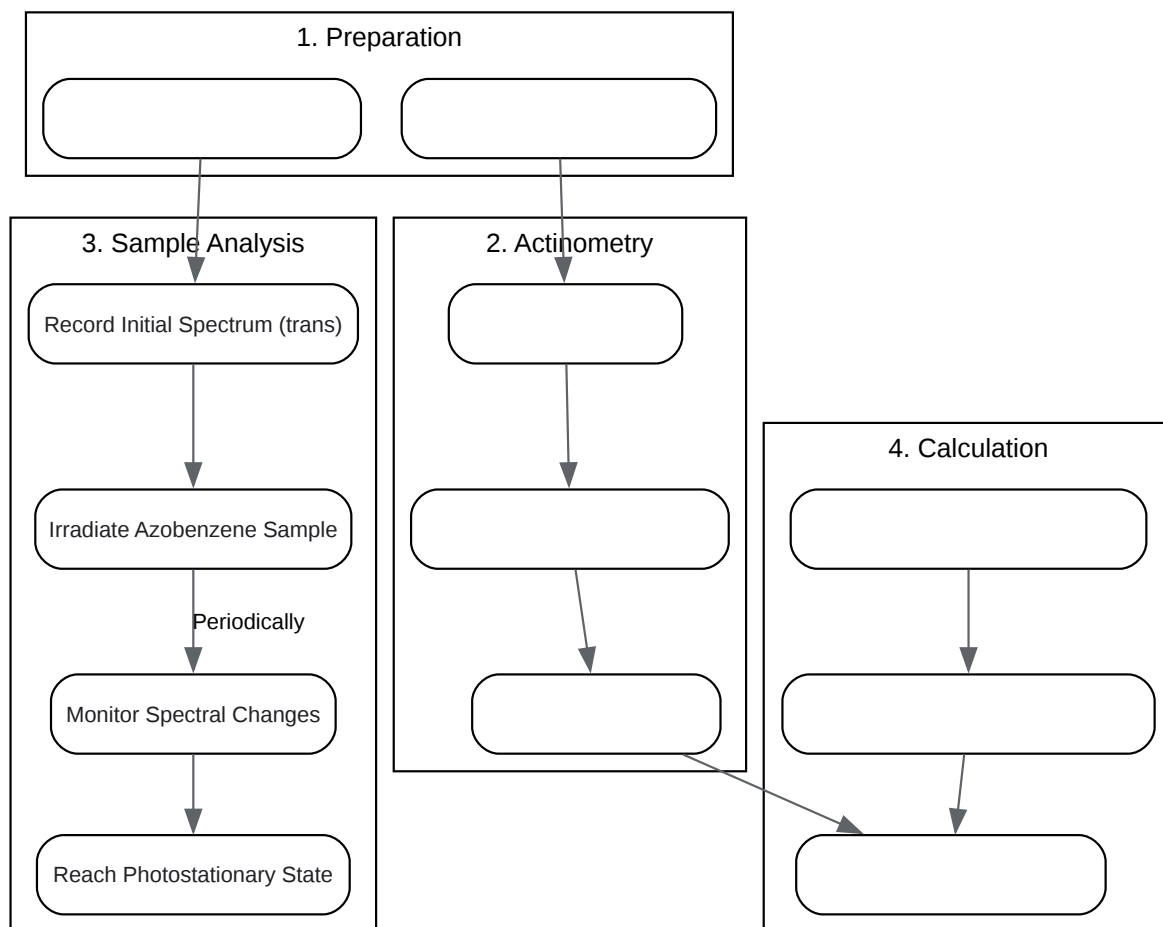 1. Preparation
3. Sample Analysis
2. Actinometry
Record Initial Spectrum (trans)
4. Calculation
Irradiate Azobenzene Sample
Periodically
Monitor Spectral Changes
Reach Photostationary State